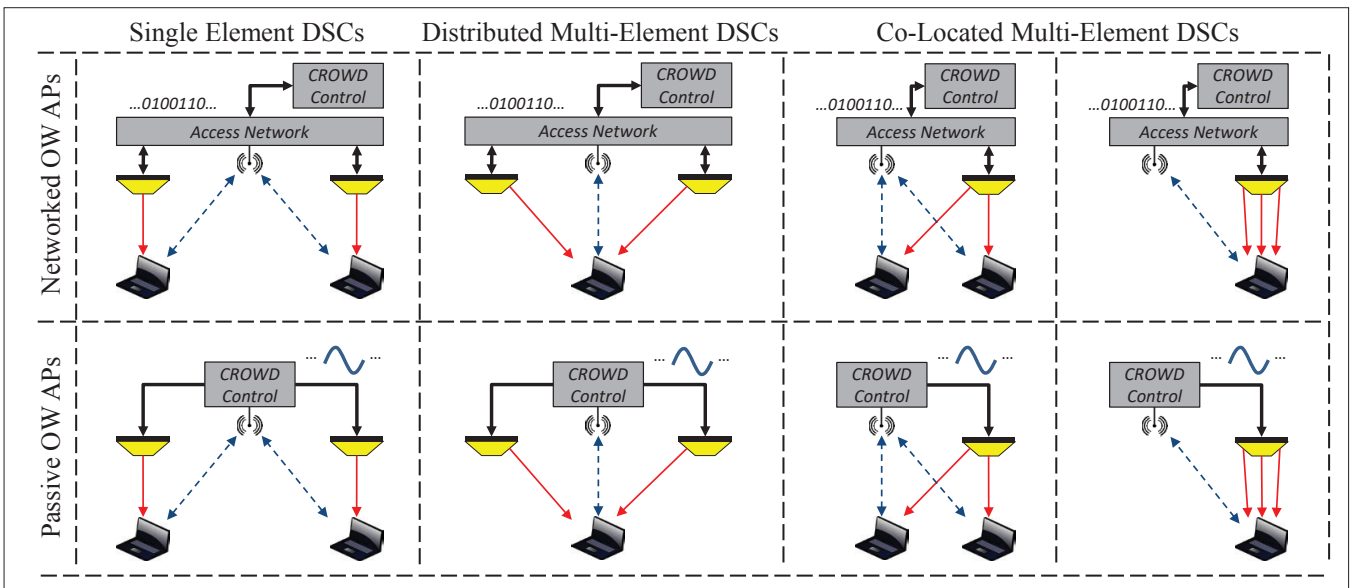 Single Element DSCs
Distributed Multi-Element DSCs
Co-Located Multi-Element DSCs
Networked OW APs
CROWD
Control
...0100110...
Access Network
CROWD
Control
...0100110...
Access Network
CROWD
Control
...0100110...
Access Network
CROWD
Control
...0100110...
Access Network
Passive OW APs
... ...
CROWD
Control
... ...
CROWD
Control
... ...
CROWD
Control
... ...
CROWD
Control